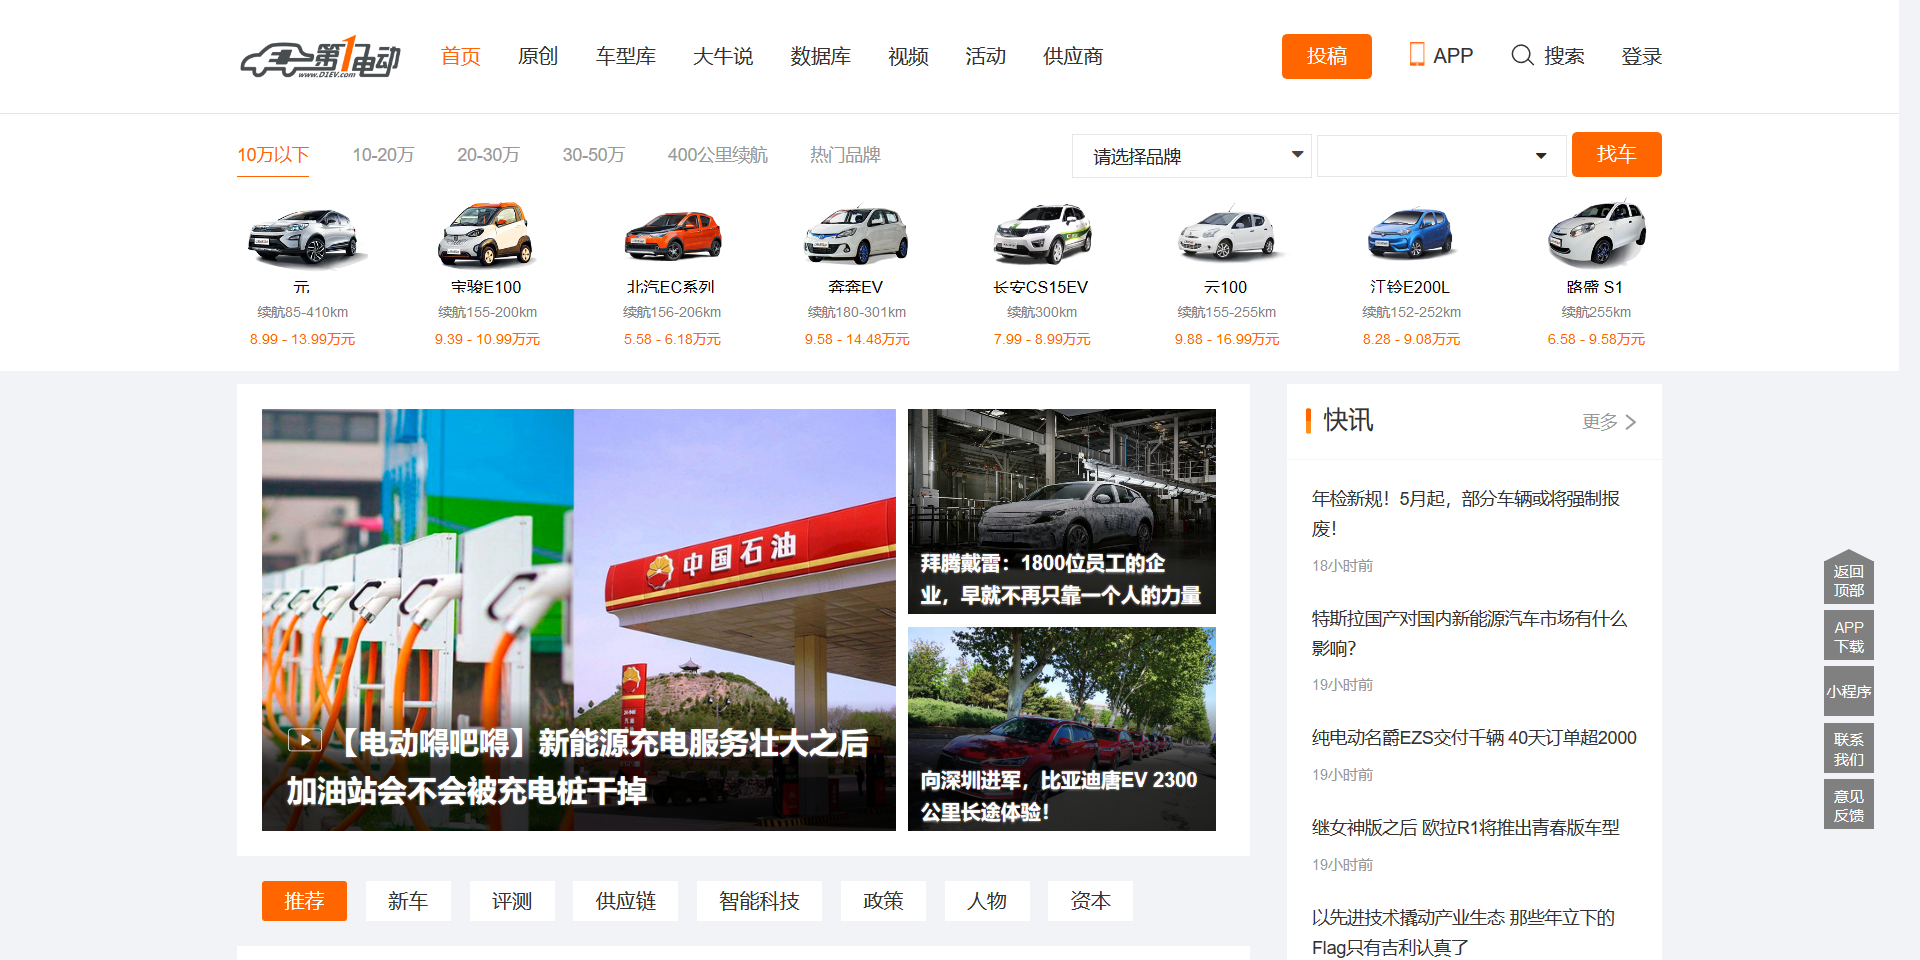 第1电动
www.D1EV.com
首页 原创 车型库 大牛说 数据库 视频 活动 供应商 投稿 APP 搜索 登录
10万以下 10-20万 20-30万 30-50万 400公里续航 热门品牌 请选择品牌 找车
元 宝骏E100 北汽EC系列 奔奔EV 长安CS15EV 云100 江铃E200L 路盛 S1
续航85-410km 续航155-200km 续航156-206km 续航180-301km 续航300km 续航155-255km 续航152-252km 续航255km
8.99 - 13.99万元 9.39 - 10.99万元 5.58 - 6.18万元 9.58 - 14.48万元 7.99 - 8.99万元 9.88 - 16.99万元 8.28 - 9.08万元 6.58 - 9.58万元
中国石油
【电动嘚吧嘚】新能源充电服务壮大之后
加油站会不会被充电桩干掉
拜腾戴雷：1800位员工的企
业，早就不再只靠一个人的力量
向深圳进军，比亚迪唐EV 2300
公里长途体验！
快讯 更多
年检新规！5月起，部分车辆或将强制报
废！
18小时前
特斯拉国产对国内新能源汽车市场有什么
影响？
19小时前
纯电动名爵EZS交付千辆 40天订单超2000
19小时前
继女神版之后 欧拉R1将推出青春版车型
19小时前
以先进技术撬动产业生态 那些年立下的
Flag只有吉利认真了
推荐 新车 评测 供应链 智能科技 政策 人物 资本
返回
顶部
APP
下载
小程序
联系
我们
意见
反馈